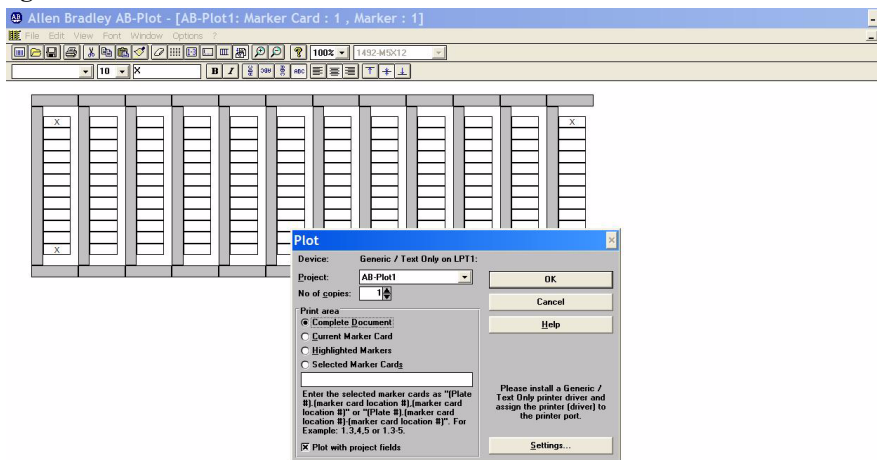 Allen Bradley AB-Plot - [AB-Plot1: Marker Card : 1 , Marker : 1]
File Edit View Font Window Options ?
100% 1492-M5X12
10 X B I ABC
X X
X
Plot
Device: Generic / Text Only on LPT1:
Project: AB-Plot1
No of copies: 1
Print area
Complete Document
Current Marker Card
Highlighted Markers
Selected Marker Cards
Enter the selected marker cards as "(Plate
#).(marker card location #),(marker card
location #)" or "(Plate #).(marker card
location #)-(marker card location #)". For
Example: 1.3,4,5 or 1.3-5.
Plot with project fields
OK
Cancel
Help
Please install a Generic /
Text Only printer driver and
assign the printer (driver) to
the printer port.
Settings...